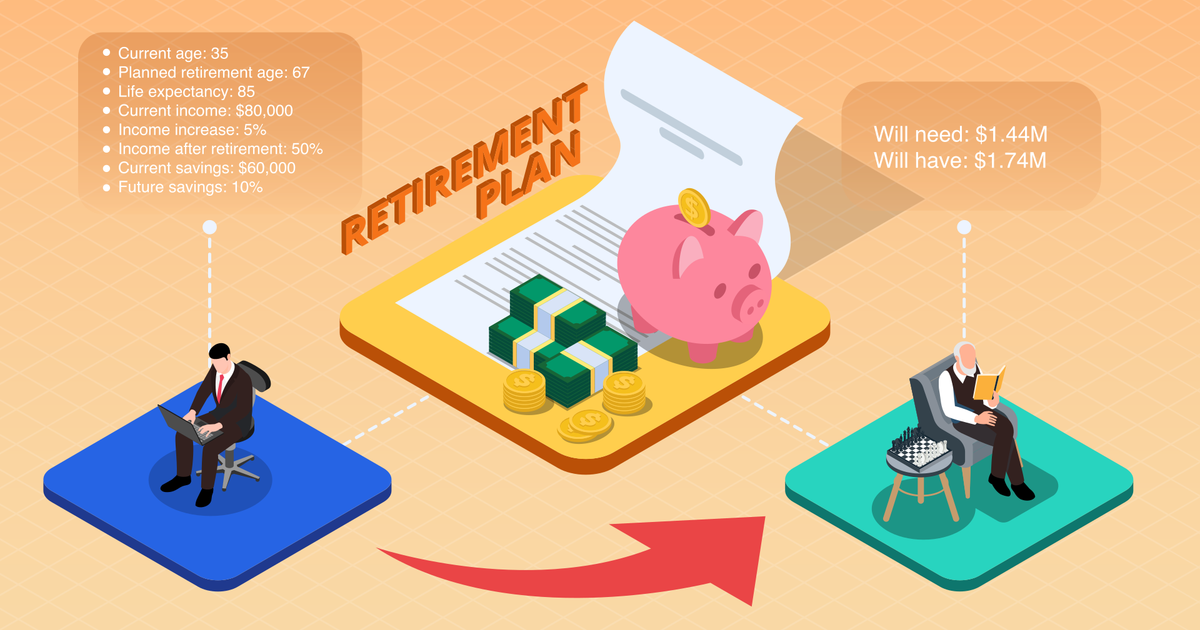 Current age: 35
Planned retirement age: 67
Life expectancy: 85
Current income: $80,000
Income increase: 5%
Income after retirement: 50%
Current savings: $60,000
Future savings: 10%
RETIREMENT
PLAN
Will need: $1.44M
Will have: $1.74M